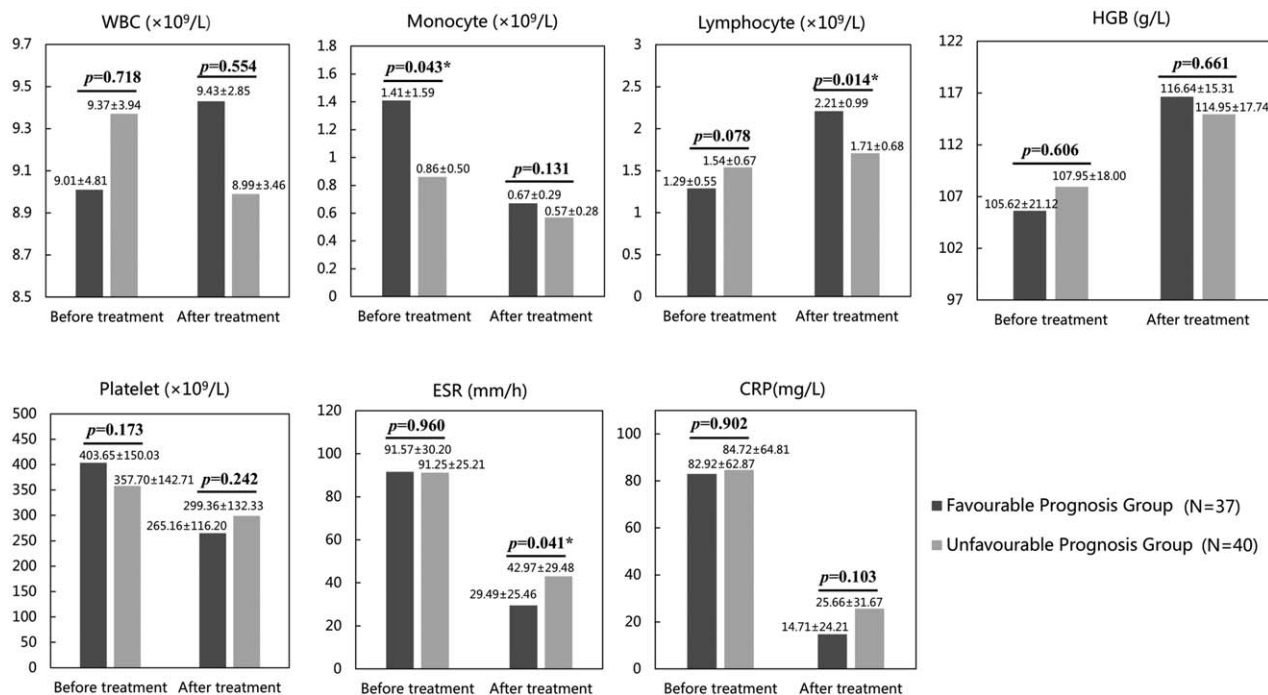 WBC (×10⁹/L)
9.7
9.5
9.3
9.1
8.9
8.7
8.5
p=0.718
9.37±3.94
9.01±4.81
p=0.554
9.43±2.85
8.99±3.46
Before treatment After treatment
Monocyte (×10⁹/L)
1.8
1.6
1.4
1.2
1
0.8
0.6
0.4
0.2
0
p=0.043*
1.41±1.59
0.86±0.50
p=0.131
0.67±0.29
0.57±0.28
Before treatment After treatment
Lymphocyte (×10⁹/L)
3
2.5
2
1.5
1
0.5
0
p=0.078
1.54±0.67
1.29±0.55
p=0.014*
2.21±0.99
1.71±0.68
Before treatment After treatment
HGB (g/L)
122
117
112
107
102
97
p=0.606
107.95±18.00
105.62±21.12
p=0.661
116.64±15.31
114.95±17.74
Before treatment After treatment
Platelet (×10⁹/L)
500
450
400
350
300
250
200
150
100
50
0
p=0.173
403.65±150.03
357.70±142.71
p=0.242
299.36±132.33
265.16±116.20
Before treatment After treatment
ESR (mm/h)
120
100
80
60
40
20
0
p=0.960
91.57±30.20
91.25±25.21
p=0.041*
42.97±29.48
29.49±25.46
Before treatment After treatment
CRP(mg/L)
100
80
60
40
20
0
p=0.902
84.72±64.81
82.92±62.87
p=0.103
25.66±31.67
14.71±24.21
Before treatment After treatment
Favourable Prognosis Group (N=37)
Unfavourable Prognosis Group (N=40)